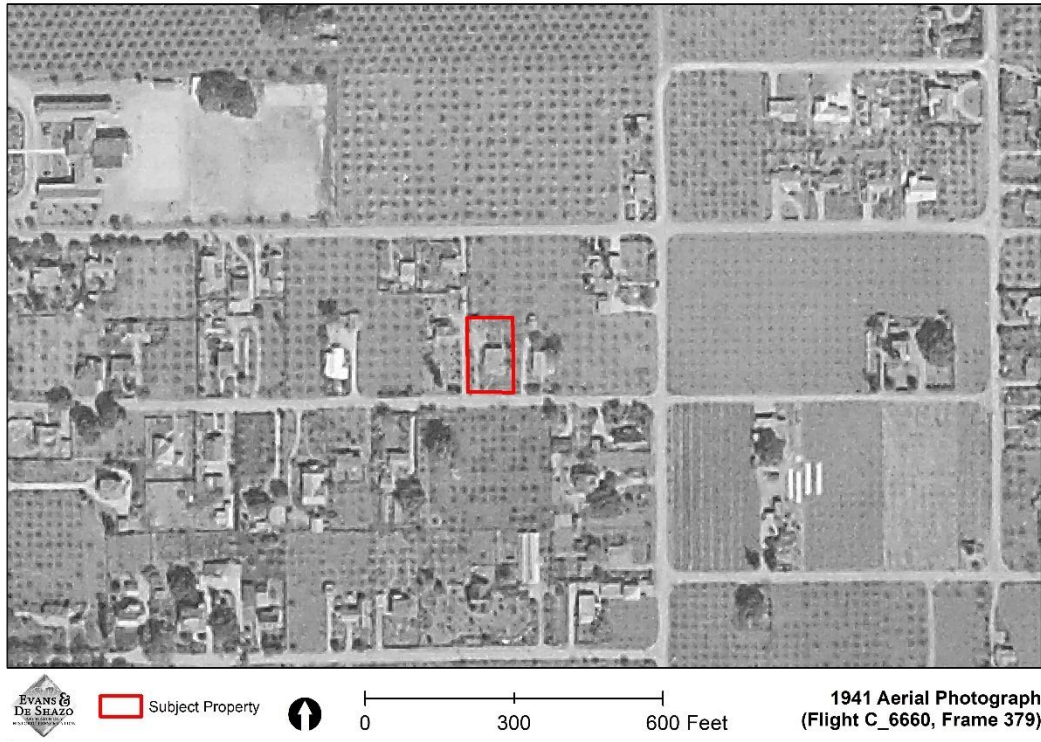 EVANS &
DE SHAZO
Subject Property
0 300 600 Feet
1941 Aerial Photograph
(Flight C_6660, Frame 379)